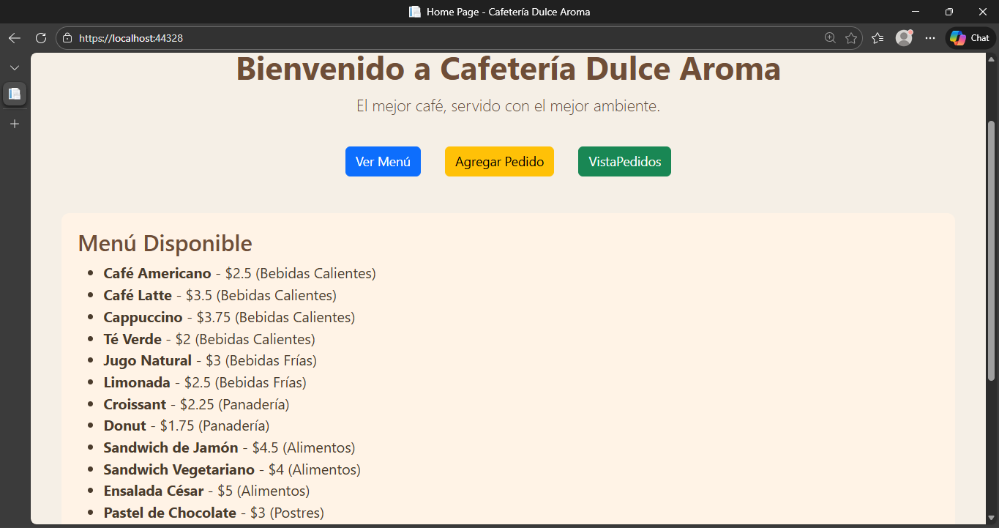 Home Page - Cafetería Dulce Aroma
https://localhost:44328
Chat
Bienvenido a Cafetería Dulce Aroma
El mejor café, servido con el mejor ambiente.
Ver Menú Agregar Pedido VistaPedidos
Menú Disponible
Café Americano - $2.5 (Bebidas Calientes)
Café Latte - $3.5 (Bebidas Calientes)
Cappuccino - $3.75 (Bebidas Calientes)
Té Verde - $2 (Bebidas Calientes)
Jugo Natural - $3 (Bebidas Frías)
Limonada - $2.5 (Bebidas Frías)
Croissant - $2.25 (Panadería)
Donut - $1.75 (Panadería)
Sandwich de Jamón - $4.5 (Alimentos)
Sandwich Vegetariano - $4 (Alimentos)
Ensalada César - $5 (Alimentos)
Pastel de Chocolate - $3 (Postres)